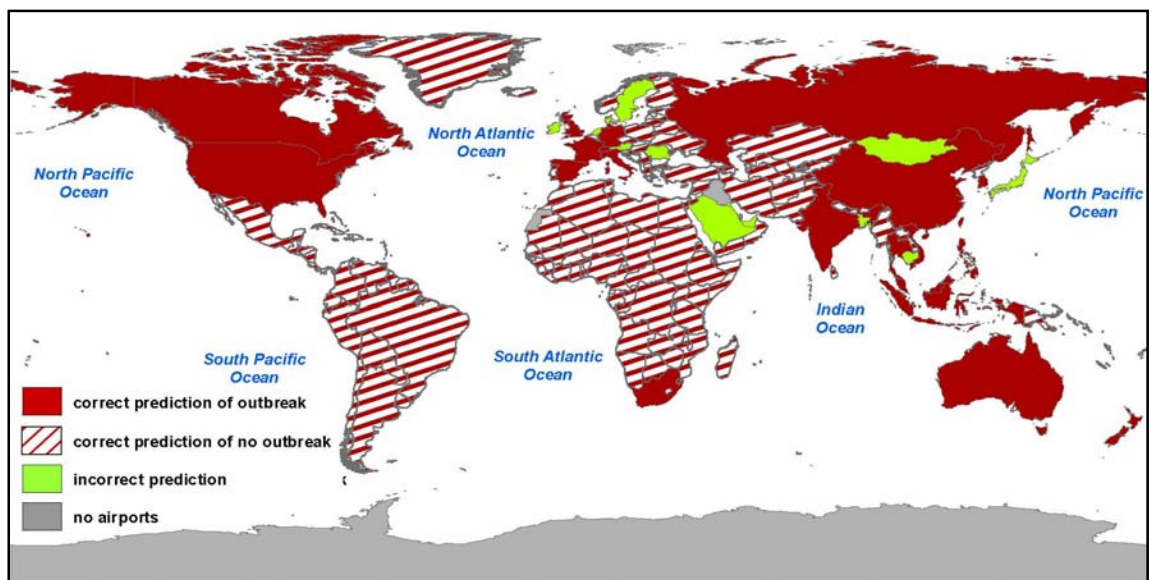 North Atlantic
Ocean
North Pacific
Ocean
North Pacific
Ocean
Indian
Ocean
South Pacific
Ocean
South Atlantic
Ocean
correct prediction of outbreak
correct prediction of no outbreak
incorrect prediction
no airports